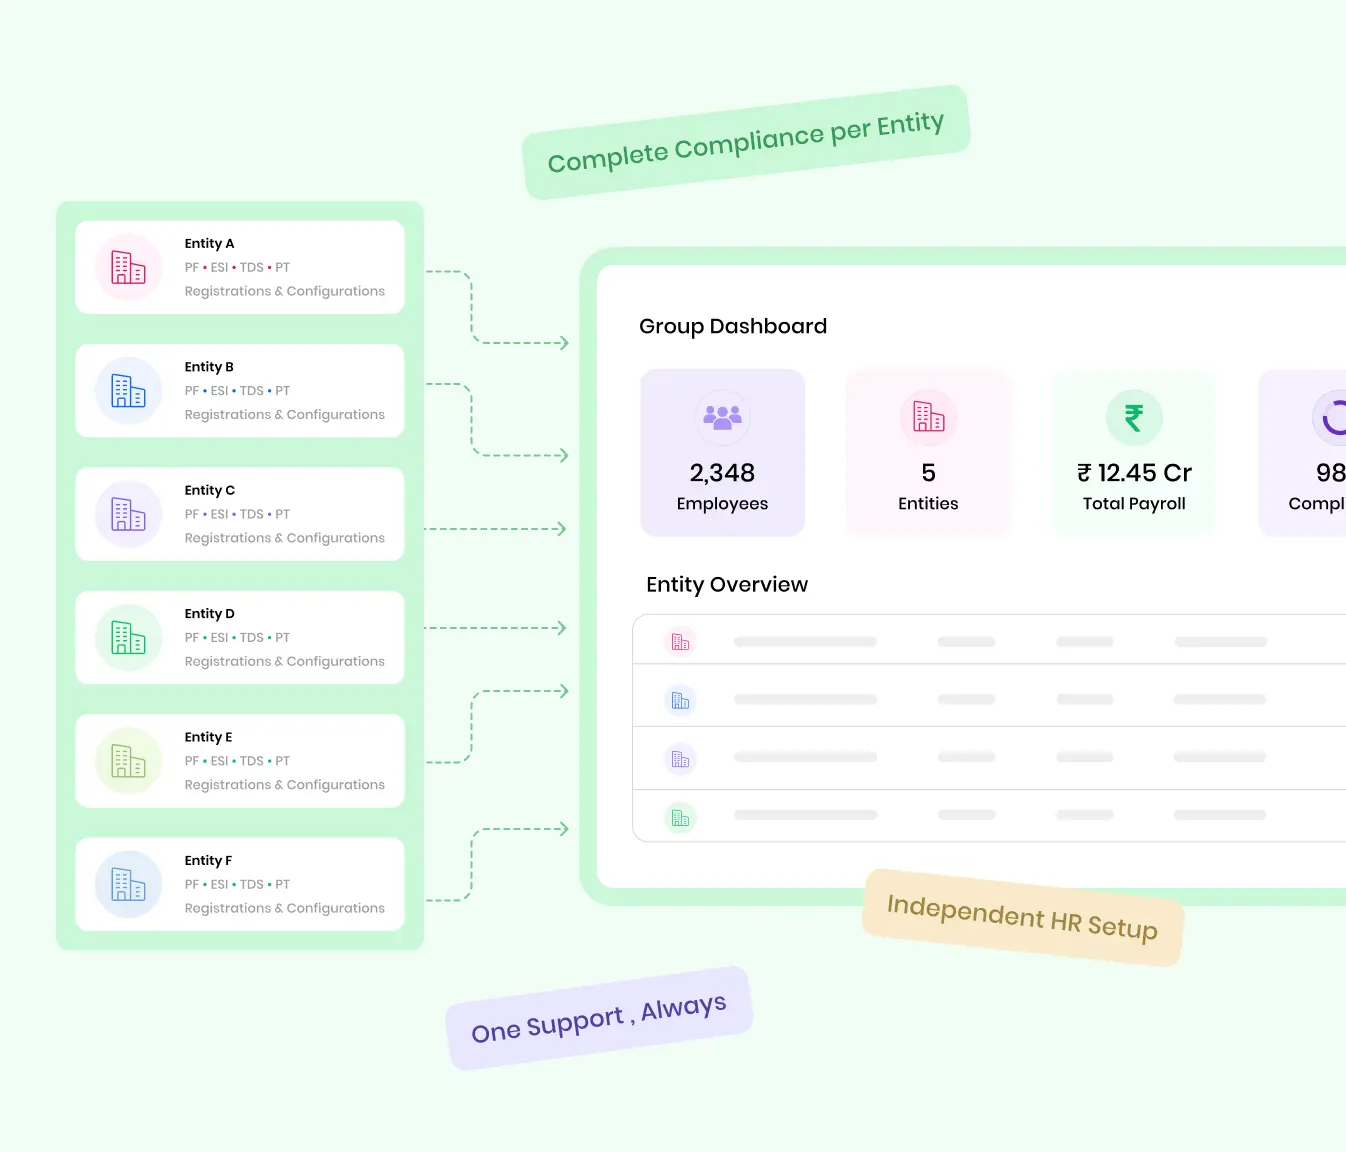 Complete Compliance per Entity
Entity A
PF • ESI • TDS • PT
Registrations & Configurations
Entity B
PF • ESI • TDS • PT
Registrations & Configurations
Entity C
PF • ESI • TDS • PT
Registrations & Configurations
Entity D
PF • ESI • TDS • PT
Registrations & Configurations
Entity E
PF • ESI • TDS • PT
Registrations & Configurations
Entity F
PF • ESI • TDS • PT
Registrations & Configurations
Group Dashboard
2,348
Employees
5
Entities
₹
₹ 12.45 Cr
Total Payroll
98
Compli
Entity Overview
Independent HR Setup
One Support , Always